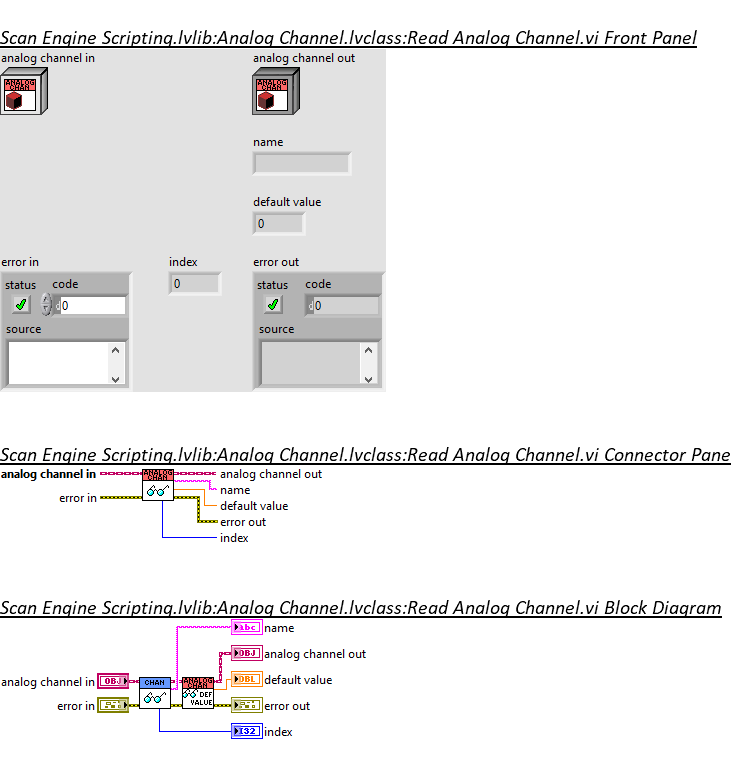 Scan Engine Scripting.lvlib:Analog Channel.lvclass:Read Analog Channel.vi Front Panel
analog channel in
analog channel out
ANALOG
CHAN
ANALOG
CHAN
name
default value
0
error in
index
error out
status
code
0
status
code
d
0
d
0
source
source
Scan Engine Scripting.lvlib:Analog Channel.lvclass:Read Analog Channel.vi Connector Pane
analog channel in
ANALOG
CHAN
analog channel out
name
error in
default value
error out
index
Scan Engine Scripting.lvlib:Analog Channel.lvclass:Read Analog Channel.vi Block Diagram
abc
name
OBJ
analog channel out
analog channel in
OBJ
CHAN
ANALOG
CHAN
DEF
VALUE
DBL
default value
error in
error out
I32
index